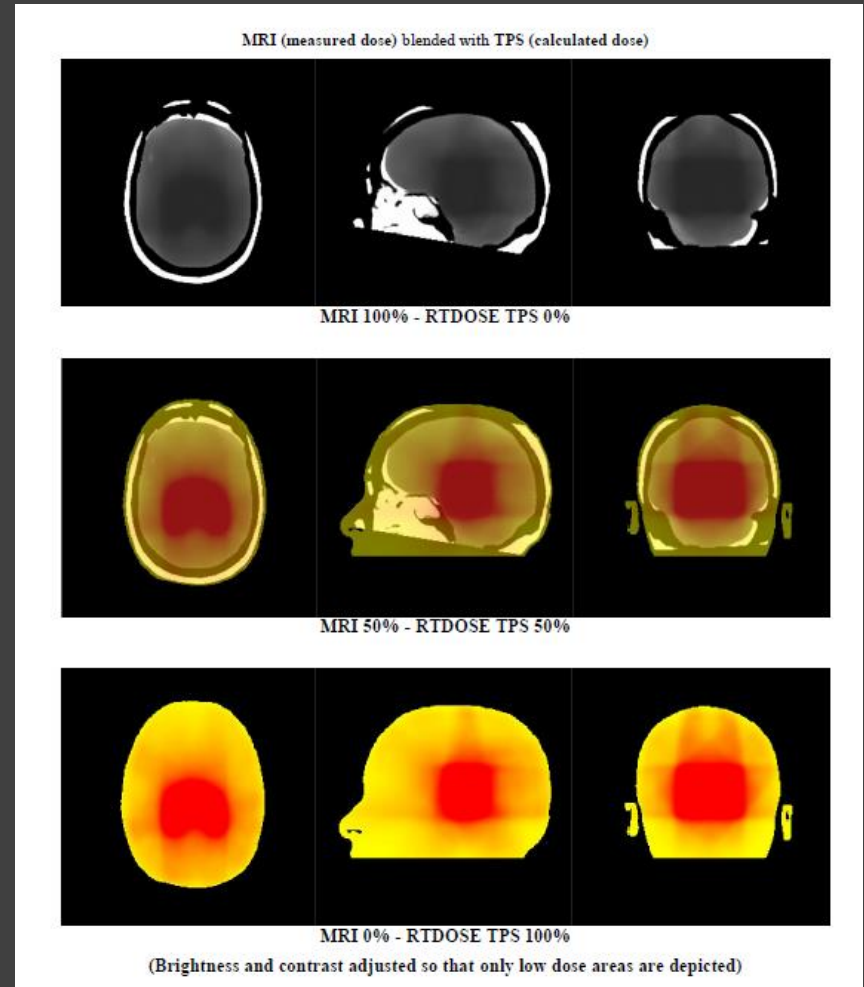 MRI (measured dose) blended with TPS (calculated dose)
MRI 100% - RTDOSE TPS 0%
MRI 50% - RTDOSE TPS 50%
MRI 0% - RTDOSE TPS 100%
(Brightness and contrast adjusted so that only low dose areas are depicted)